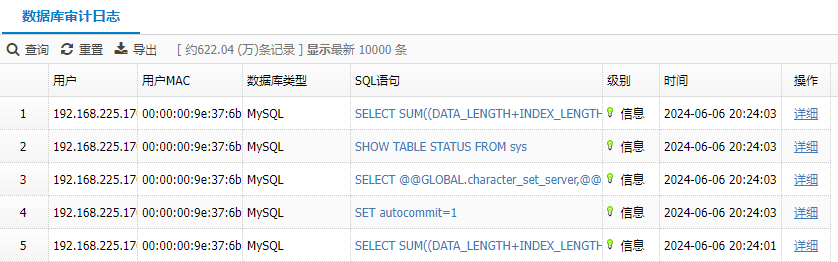 数据库审计日志
查询 重置 导出 [ 约622.04 (万)条记录 ] 显示最新 10000 条
用户 用户MAC 数据库类型 SQL语句 级别 时间 操作
1 192.168.225.17 00:00:00:9e:37:6b MySQL SELECT SUM((DATA_LENGTH+INDEX_LENGTH 信息 2024-06-06 20:24:03 详细
2 192.168.225.17 00:00:00:9e:37:6b MySQL SHOW TABLE STATUS FROM sys 信息 2024-06-06 20:24:03 详细
3 192.168.225.17 00:00:00:9e:37:6b MySQL SELECT @@GLOBAL.character_set_server,@@ 信息 2024-06-06 20:24:03 详细
4 192.168.225.17 00:00:00:9e:37:6b MySQL SET autocommit=1 信息 2024-06-06 20:24:03 详细
5 192.168.225.17 00:00:00:9e:37:6b MySQL SELECT SUM((DATA_LENGTH+INDEX_LENGTH 信息 2024-06-06 20:24:01 详细